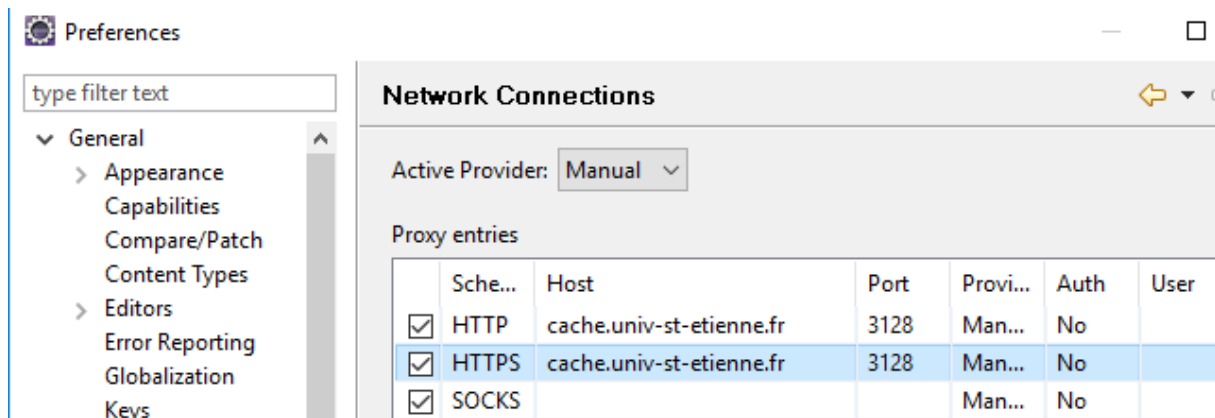 Preferences
type filter text
Network Connections
General
Appearance
Capabilities
Compare/Patch
Content Types
Editors
Error Reporting
Globalization
Keys
Active Provider: Manual
Proxy entries
Sche... Host Port Provi... Auth User
HTTP cache.univ-st-etienne.fr 3128 Man... No
HTTPS cache.univ-st-etienne.fr 3128 Man... No
SOCKS Man... No